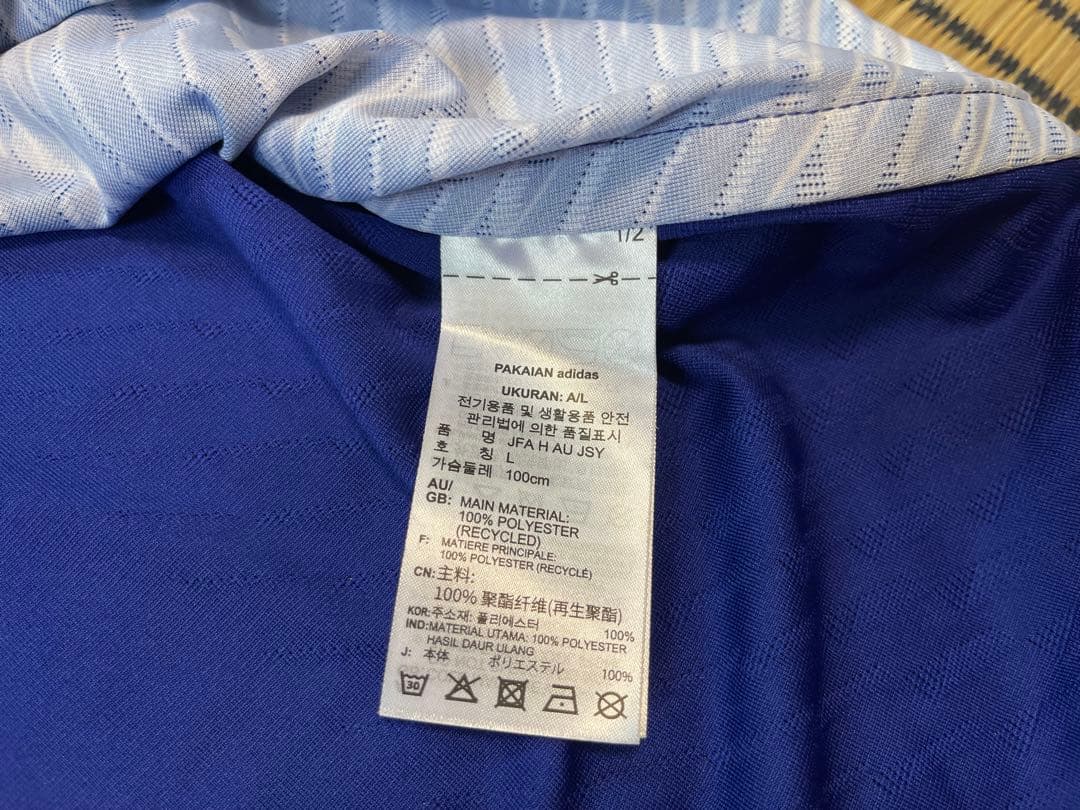 1/2
PAKAIAN adidas
UKURAN: A/L
전기용품 및 생활용품 안전
관리법에 의한 품질표시
품 명 JFA H AU JSY
호 칭 L
가슴둘레 100cm
AU/
GB: MAIN MATERIAL:
100% POLYESTER
(RECYCLED)
F: MATIERE PRINCIPALE:
100% POLYESTER (RECYCLÉ)
CN: 主料:
100% 聚酯纤维(再生聚酯)
KOR: 주소재: 폴리에스터 100%
IND: MATERIAL UTAMA: 100% POLYESTER
HASIL DAUR ULANG
J: 本体 ポリエステル 100%
30